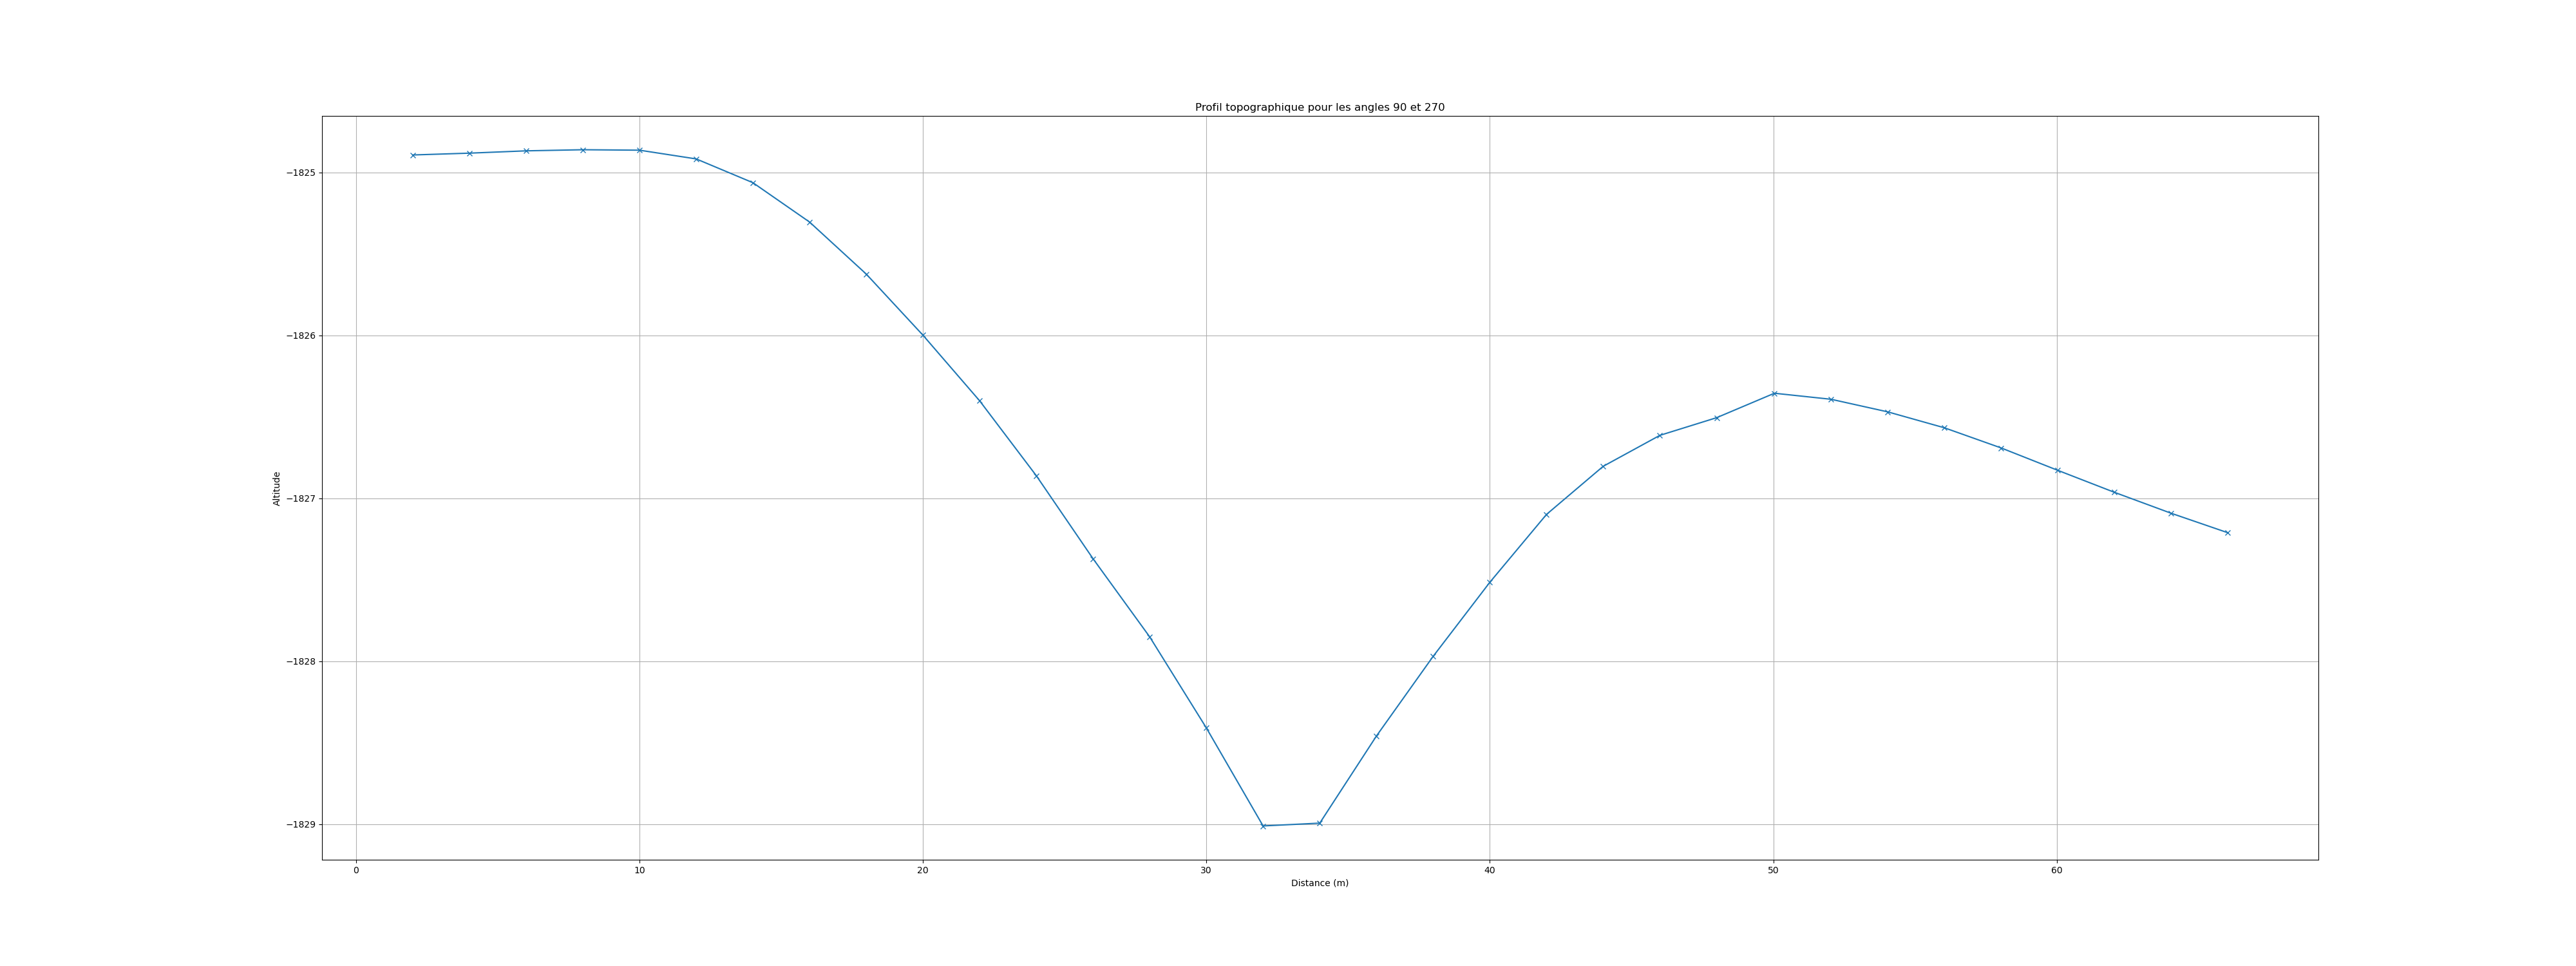 Profil topographique pour les angles 90 et 270
−1825
−1826
−1827
−1828
−1829
Altitude
0 10 20 30 40 50 60
Distance (m)